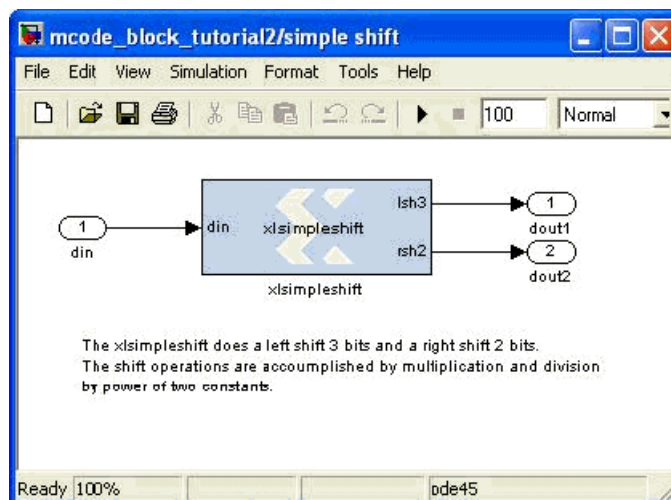 mcode_block_tutorial2/simple shift
File Edit View Simulation Format Tools Help
100 Normal
1
din
din
xlsimpleshift
lsh3
rsh2
xlsimpleshift
1
dout1
2
dout2
The xlsimpleshift does a left shift 3 bits and a right shift 2 bits.
The shift operations are accoumplished by multiplication and division
by power of two constants.
Ready 100% ode45